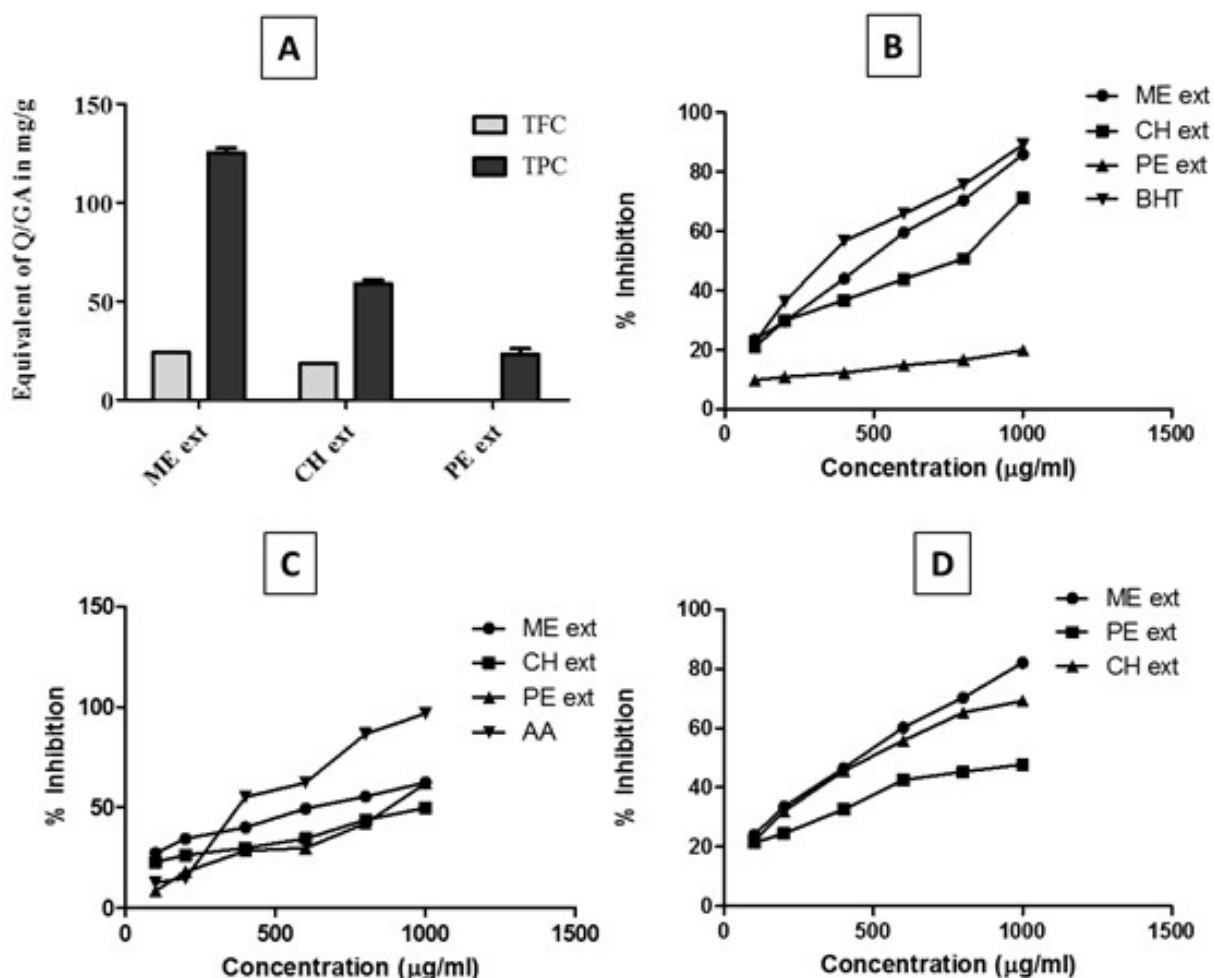 A
Equivalent of Q/GA in mg/g
150
100
50
0
TFC
TPC
ME ext
CH ext
PE ext
B
% Inhibition
100
80
60
40
20
0
ME ext
CH ext
PE ext
BHT
0
500
1000
1500
Concentration (µg/ml)
C
% Inhibition
150
100
50
0
ME ext
CH ext
PE ext
AA
0
500
1000
1500
Concentration (µg/ml)
D
% Inhibition
100
80
60
40
20
0
ME ext
PE ext
CH ext
0
500
1000
1500
Concentration (µg/ml)